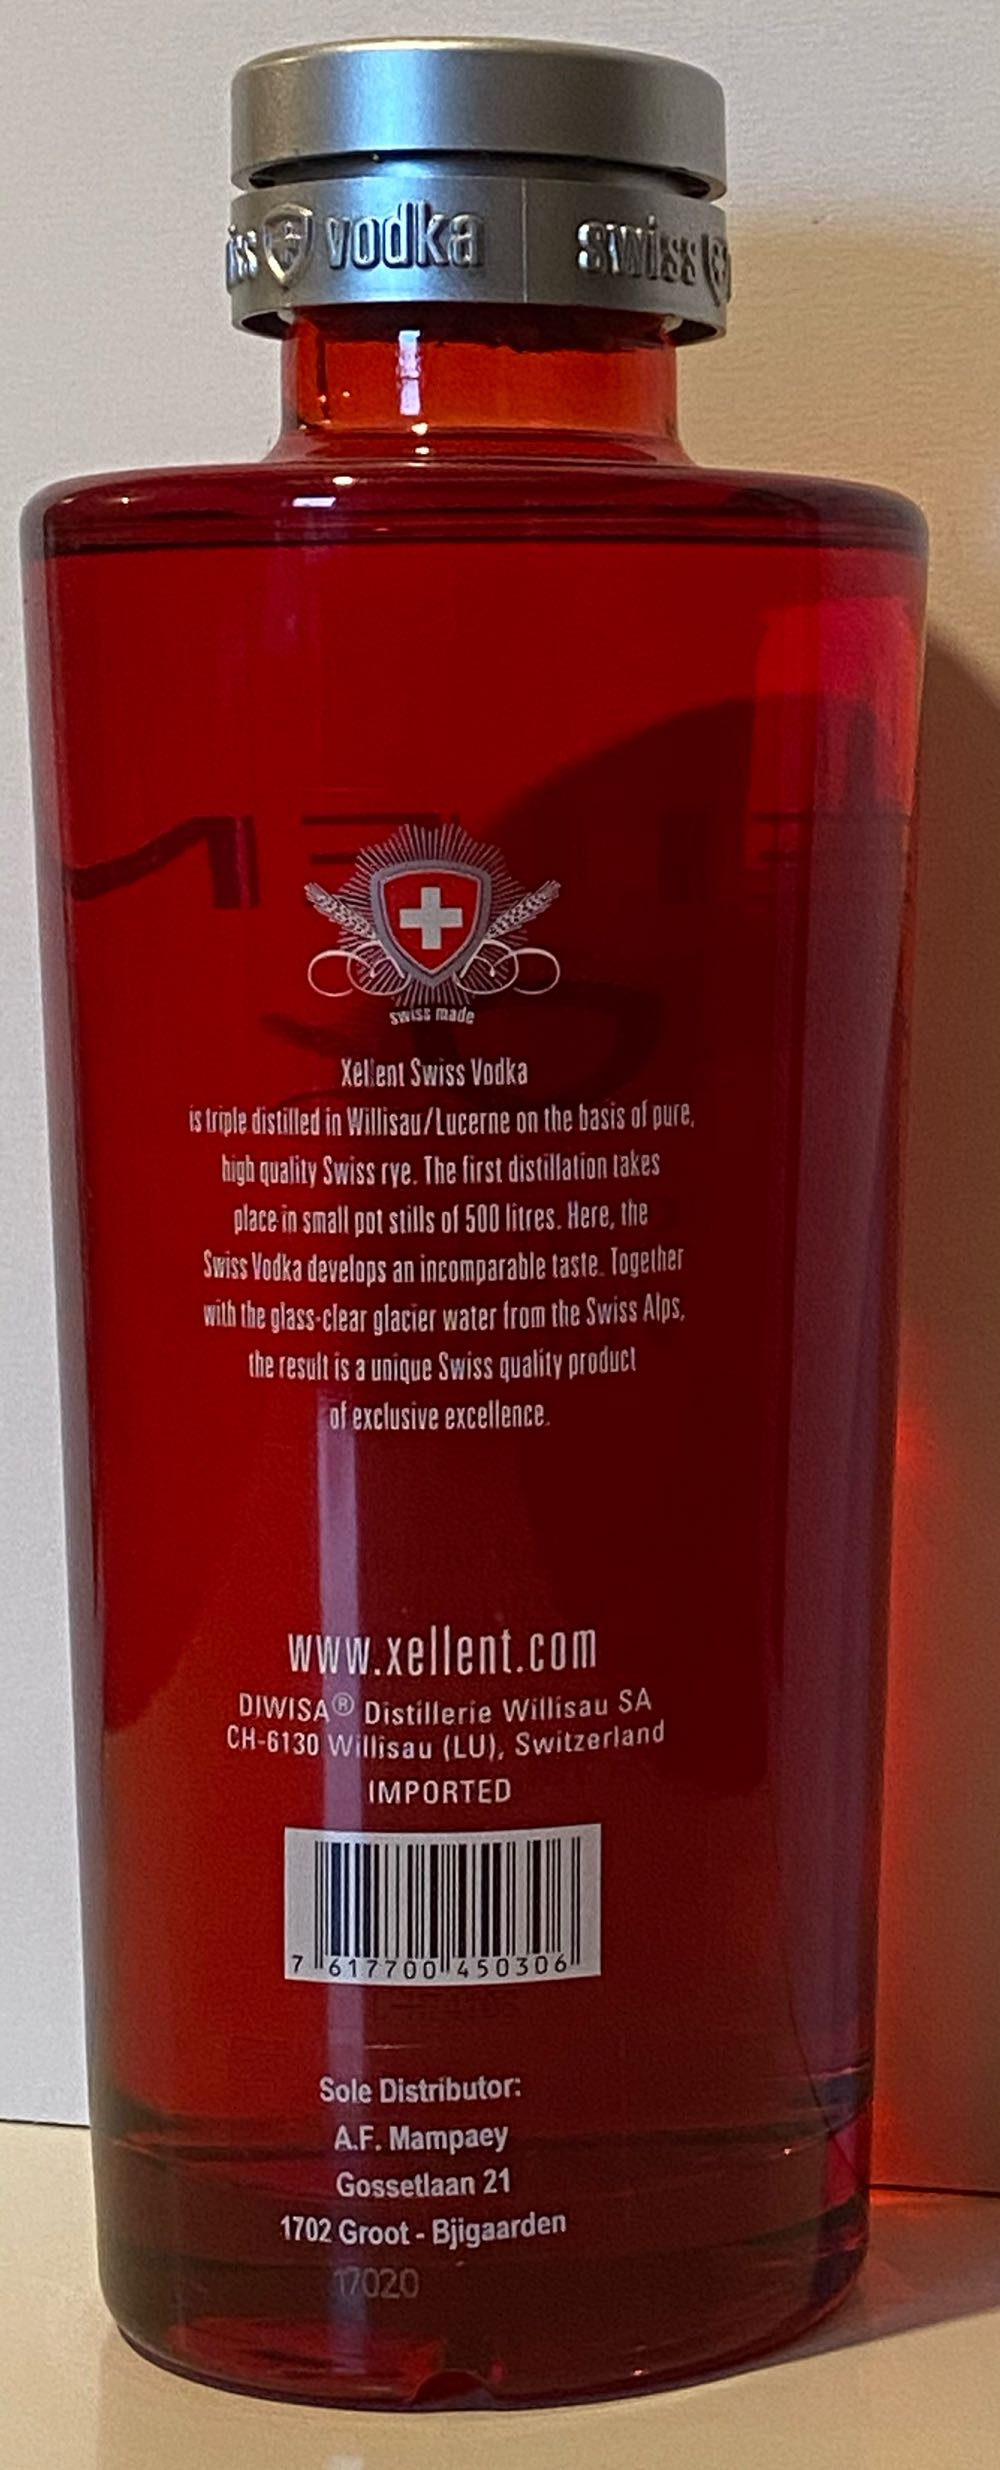 iss vodka swiss
swiss made
Xellent Swiss Vodka
is triple distilled in Willisau/Lucerne on the basis of pure,
high quality Swiss rye. The first distillation takes
place in small pot stills of 500 litres. Here, the
Swiss Vodka develops an incomparable taste. Together
with the glass-clear glacier water from the Swiss Alps,
the result is a unique Swiss quality product
of exclusive excellence.
www.xellent.com
DIWISA® Distillerie Willisau SA
CH-6130 Willisau (LU), Switzerland
IMPORTED
7 617700 450306
Sole Distributor:
A.F. Mampaey
Gossetlaan 21
1702 Groot - Bjigaarden
17020